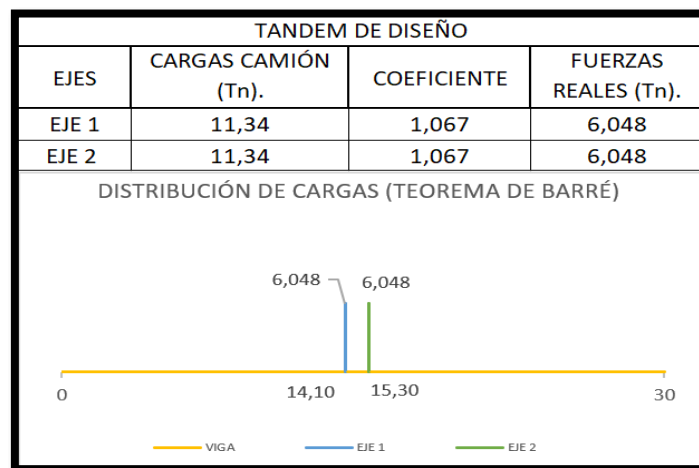 TANDEM DE DISEÑO
EJES CARGAS CAMIÓN (Tn). COEFICIENTE FUERZAS REALES (Tn).
EJE 1 11,34 1,067 6,048
EJE 2 11,34 1,067 6,048
DISTRIBUCIÓN DE CARGAS (TEOREMA DE BARRÉ)
6,048 6,048
0 14,10 15,30 30
VIGA EJE 1 EJE 2